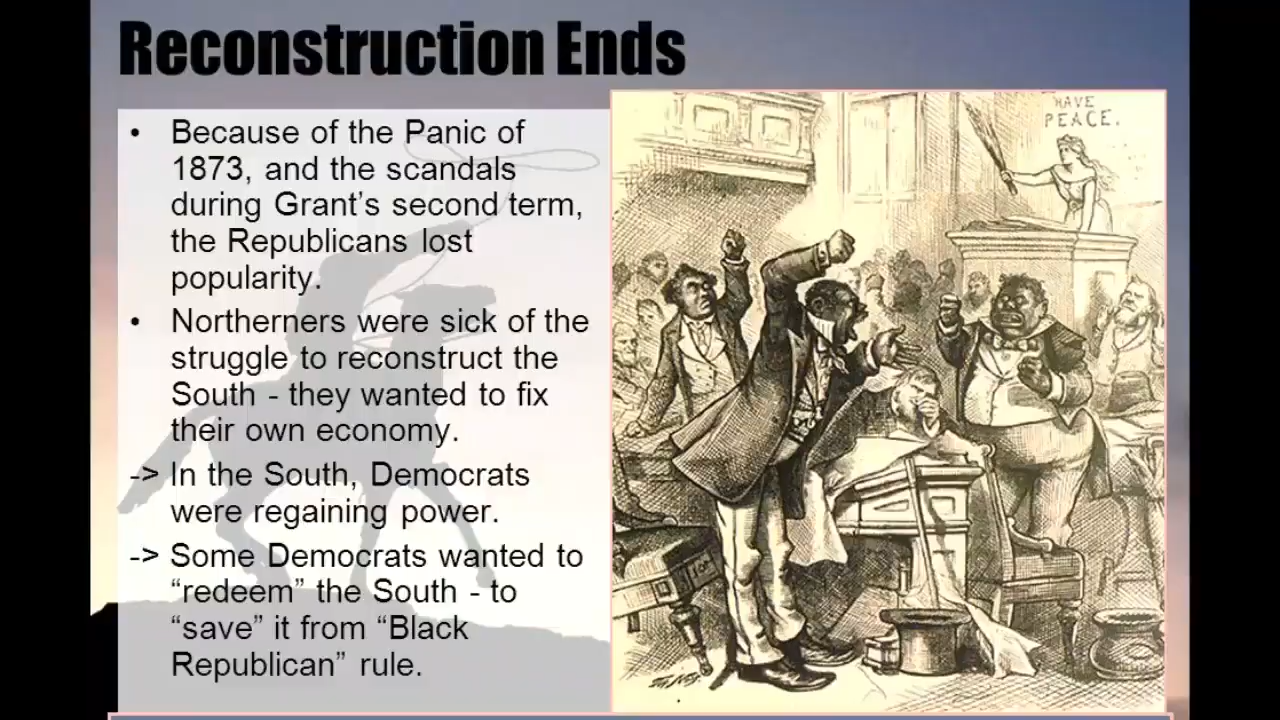 Reconstruction Ends
• Because of the Panic of
1873, and the scandals
during Grant's second term,
the Republicans lost
popularity.
• Northerners were sick of the
struggle to reconstruct the
South - they wanted to fix
their own economy.
-> In the South, Democrats
were regaining power.
-> Some Democrats wanted to
“redeem” the South - to
“save” it from “Black
Republican” rule.
HAVE
PEACE.